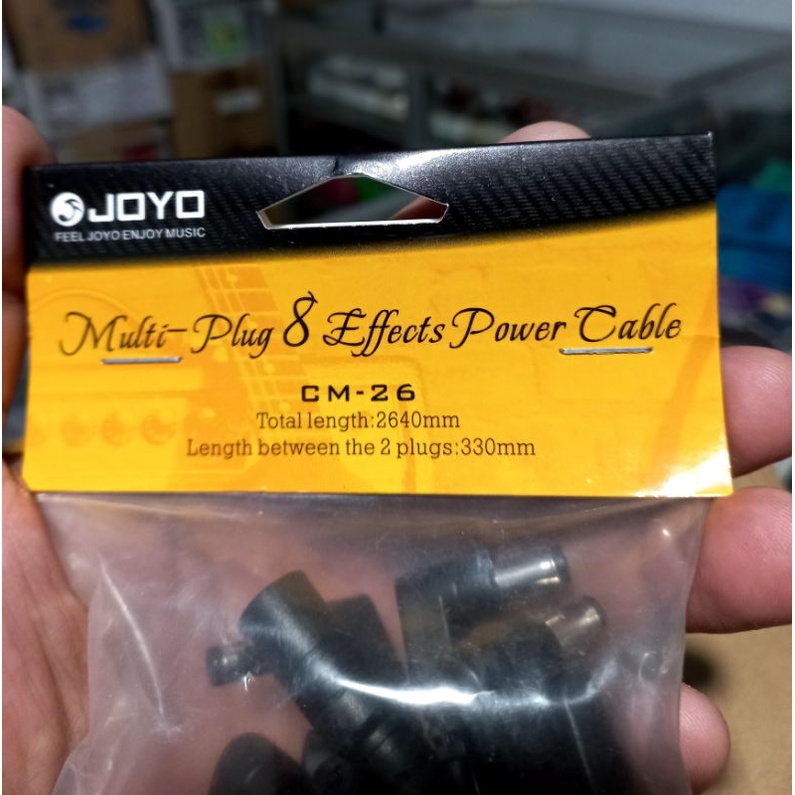 JOYO
FEEL JOYO ENJOY MUSIC
Multi-Plug 8 Effects Power Cable
CM-26
Total length:2640mm
Length between the 2 plugs:330mm